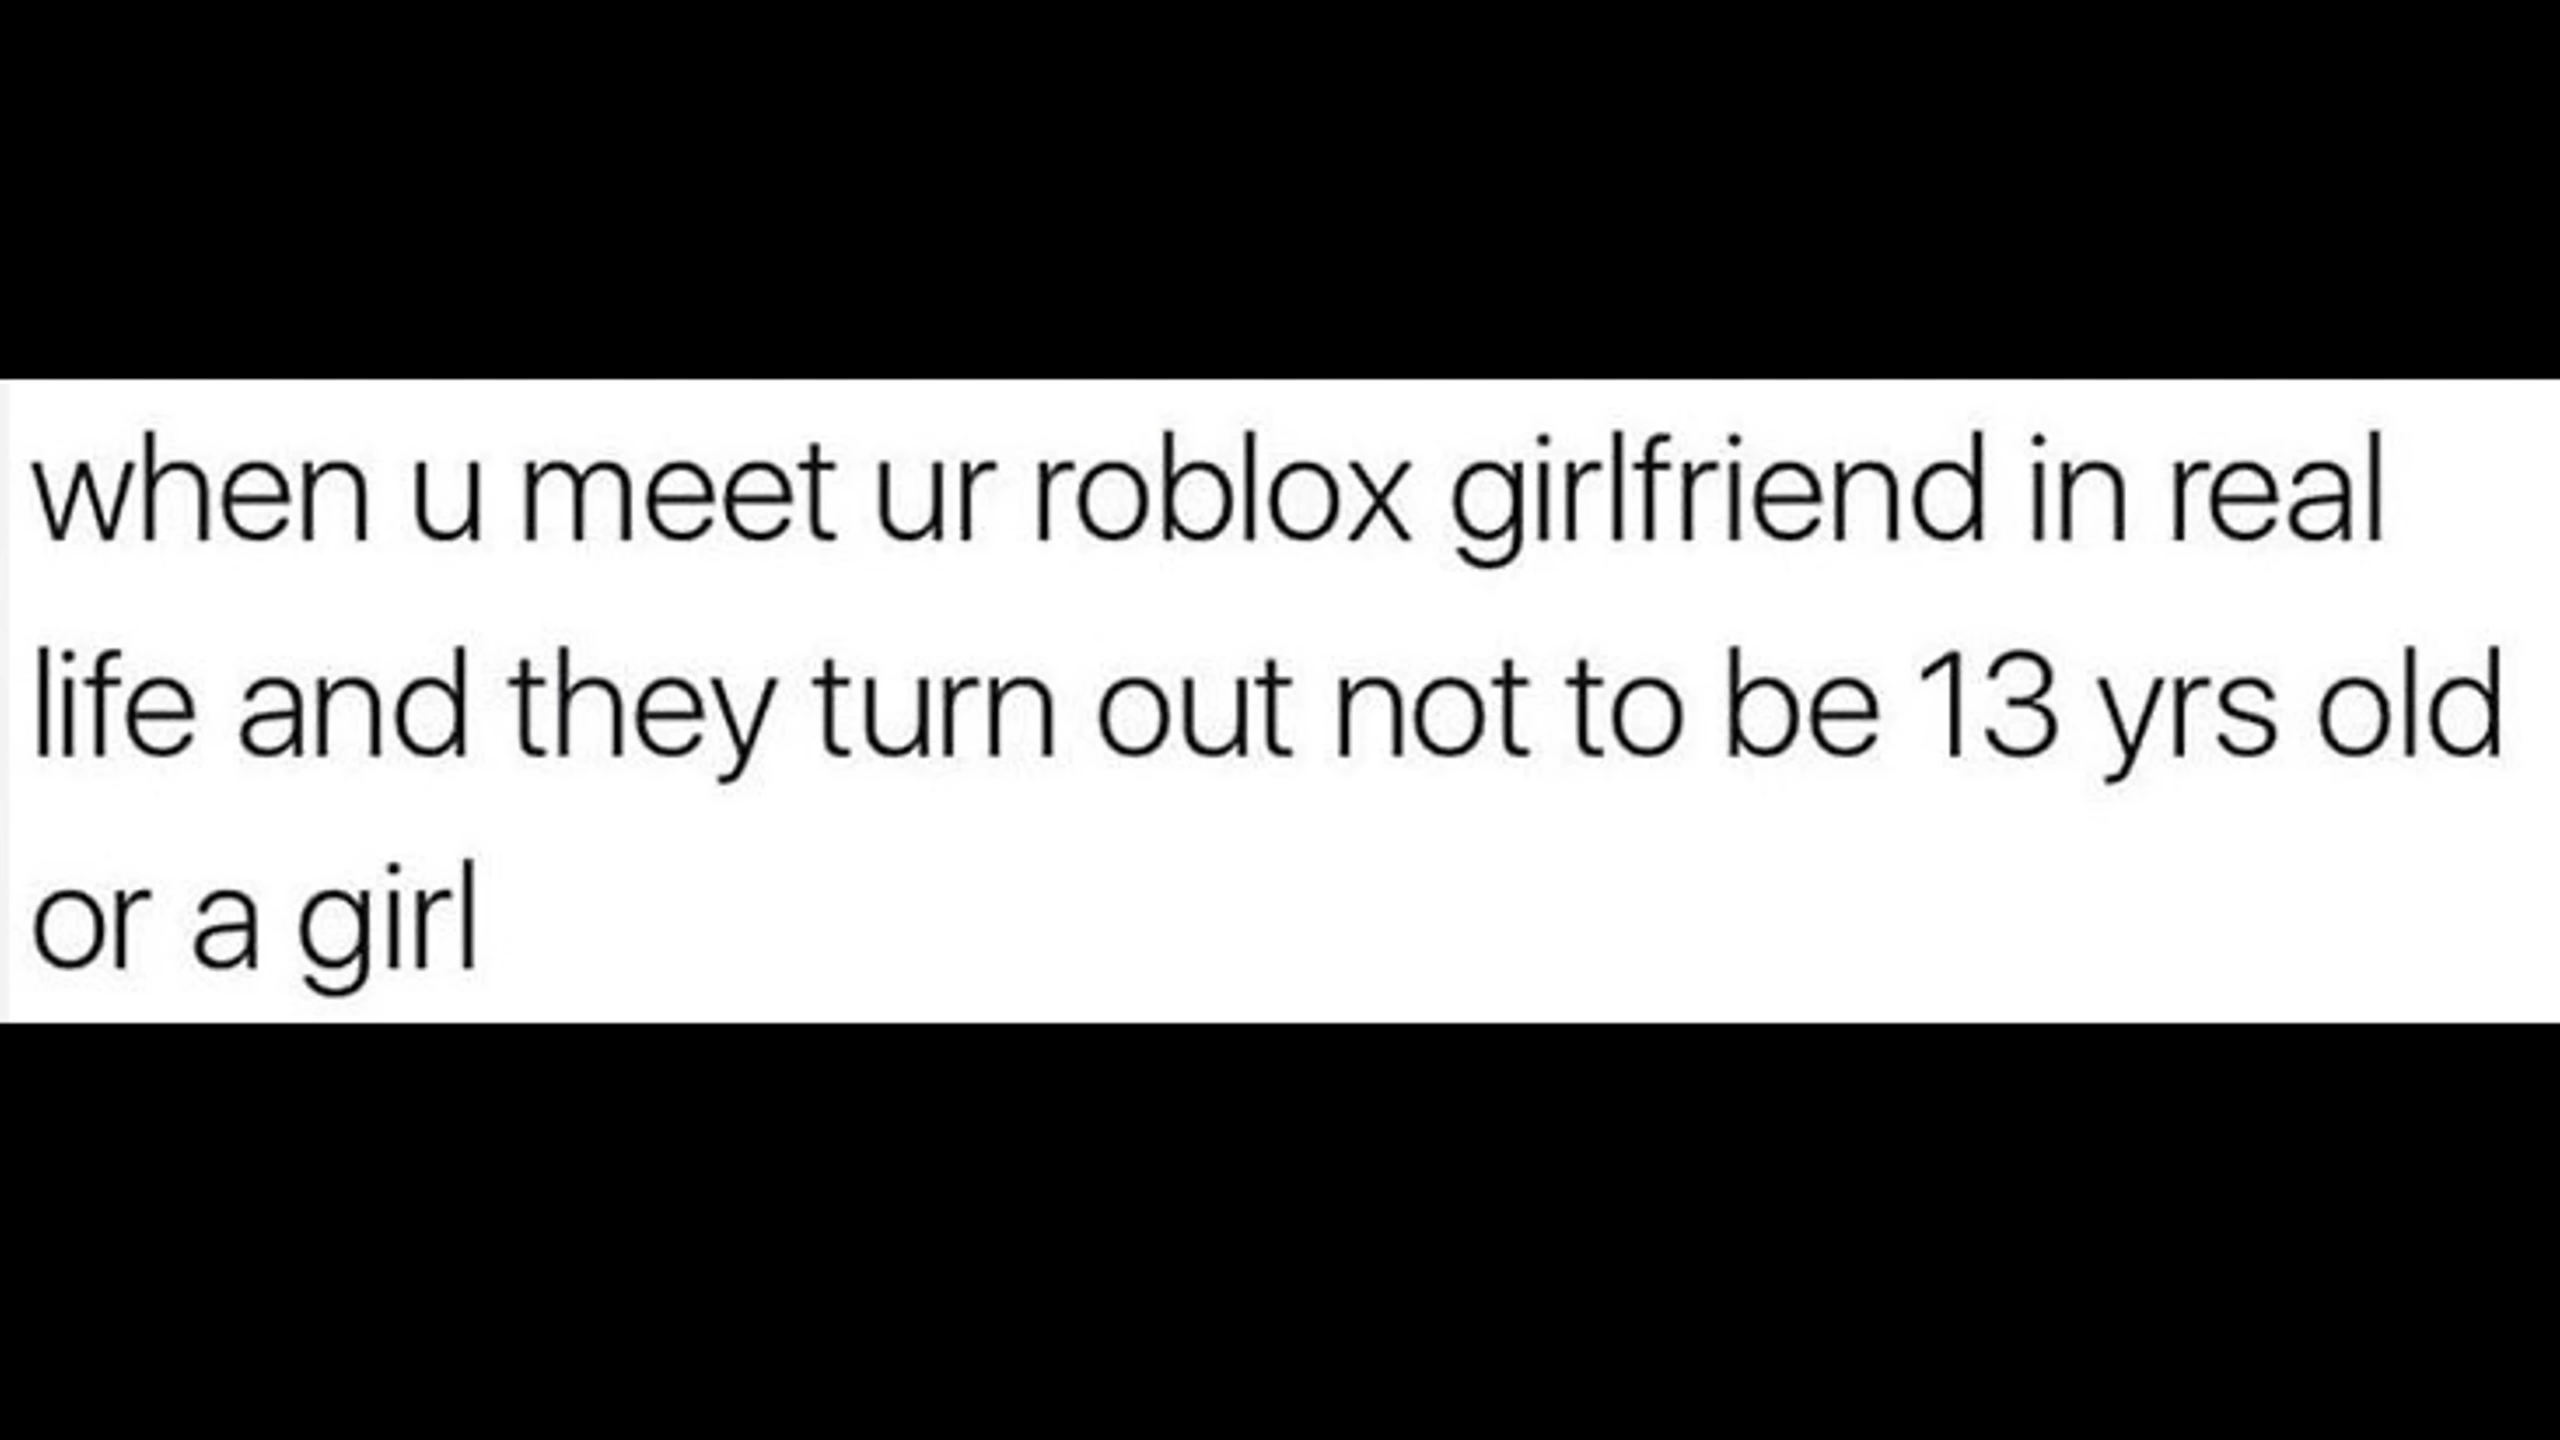 when u meet ur roblox girlfriend in real
life and they turn out not to be 13 yrs old
or a girl